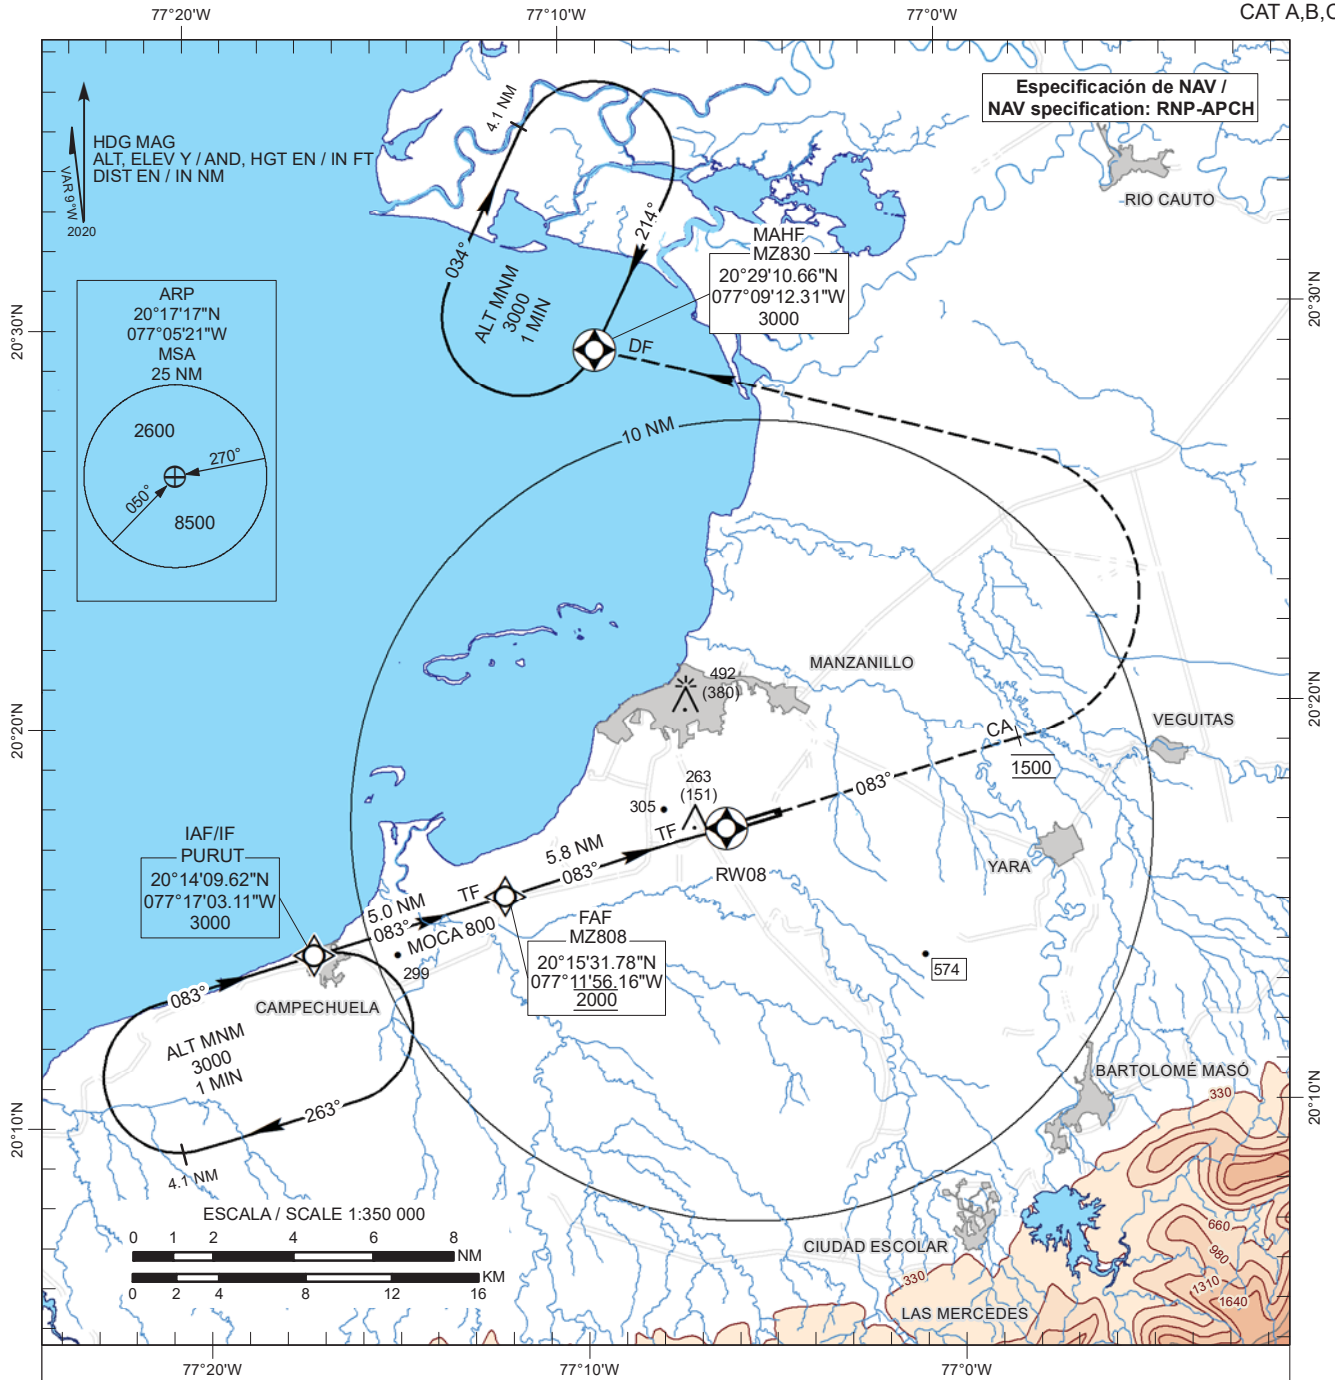 77°20'W
77°10'W
77°0'W
CAT A,B,C
Especificación de NAV /
NAV specification: RNP-APCH
HDG MAG
ALT, ELEV Y / AND, HGT EN / IN FT
DIST EN / IN NM
VAR 9°W
2020
4.1 NM
034°
214°
ALT MNM
3000
1 MIN
RIO CAUTO
MAHF
MZ830
20°29'10.66"N
077°09'12.31"W
3000
DF
ARP
20°17'17"N
077°05'21"W
MSA
25 NM
2600
270°
050°
8500
20°30'N
20°30'N
10 NM
MANZANILLO
492
(380)
20°20'N
20°20'N
VEGUITAS
CA
1500
083°
263
(151)
305
TF
RW08
YARA
5.8 NM
083°
IAF/IF
PURUT
20°14'09.62"N
077°17'03.11"W
3000
TF
5.0 NM
083°
MOCA 800
299
FAF
MZ808
20°15'31.78"N
077°11'56.16"W
2000
574
083°
CAMPECHUELA
ALT MNM
3000
1 MIN
263°
4.1 NM
BARTOLOMÉ MASÓ
330
20°10'N
20°10'N
ESCALA / SCALE 1:350 000
0 1 2 4 6 8
NM
KM
0 2 4 8 12 16
CIUDAD ESCOLAR
330
660
980
1310
1640
LAS MERCEDES
77°20'W
77°10'W
77°0'W